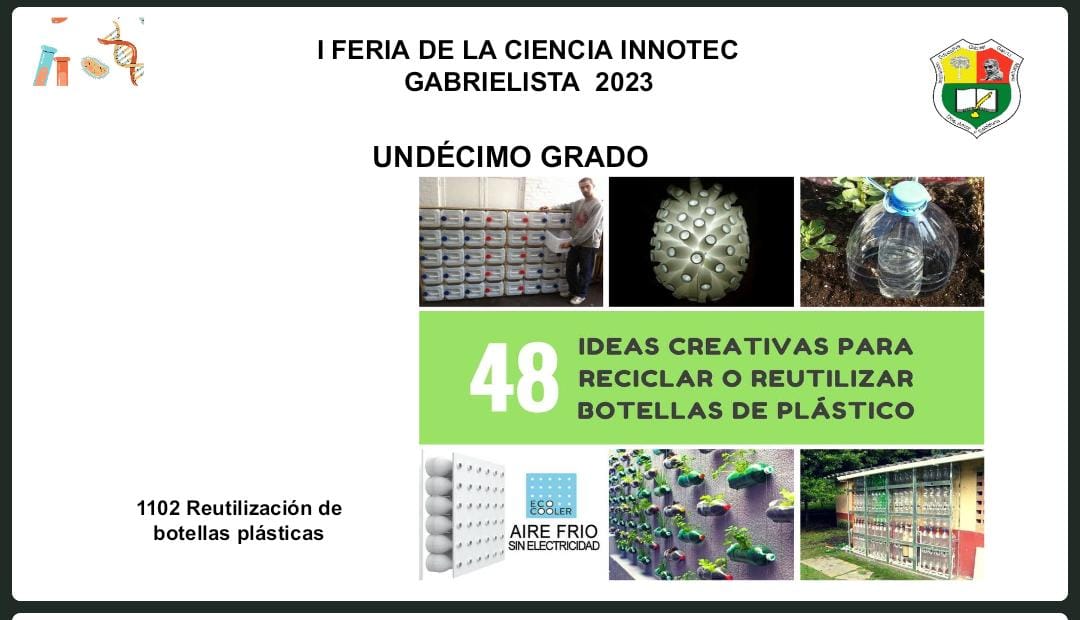 I FERIA DE LA CIENCIA INNOTEC
GABRIELISTA 2023
UNDÉCIMO GRADO
48
IDEAS CREATIVAS PARA
RECICLAR O REUTILIZAR
BOTELLAS DE PLÁSTICO
ECO
COOLER
AIRE FRIO
SIN ELECTRICIDAD
1102 Reutilización de
botellas plásticas